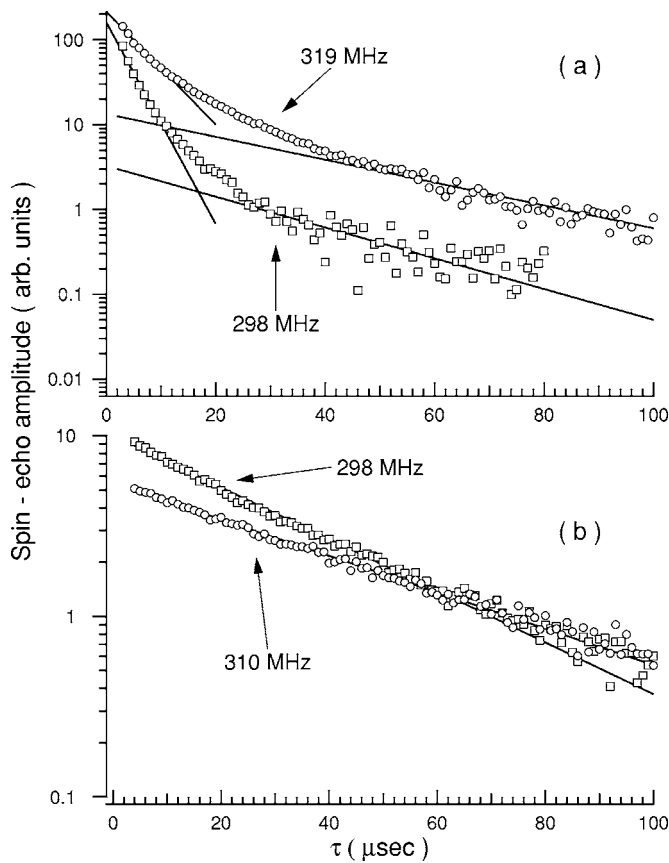 100
10
1
0.1
0.01
319 MHz
( a )
298 MHz
0
20
40
60
80
100
Spin - echo amplitude ( arb. units )
10
1
0.1
298 MHz
( b )
310 MHz
0
20
40
60
80
100
τ ( μsec )